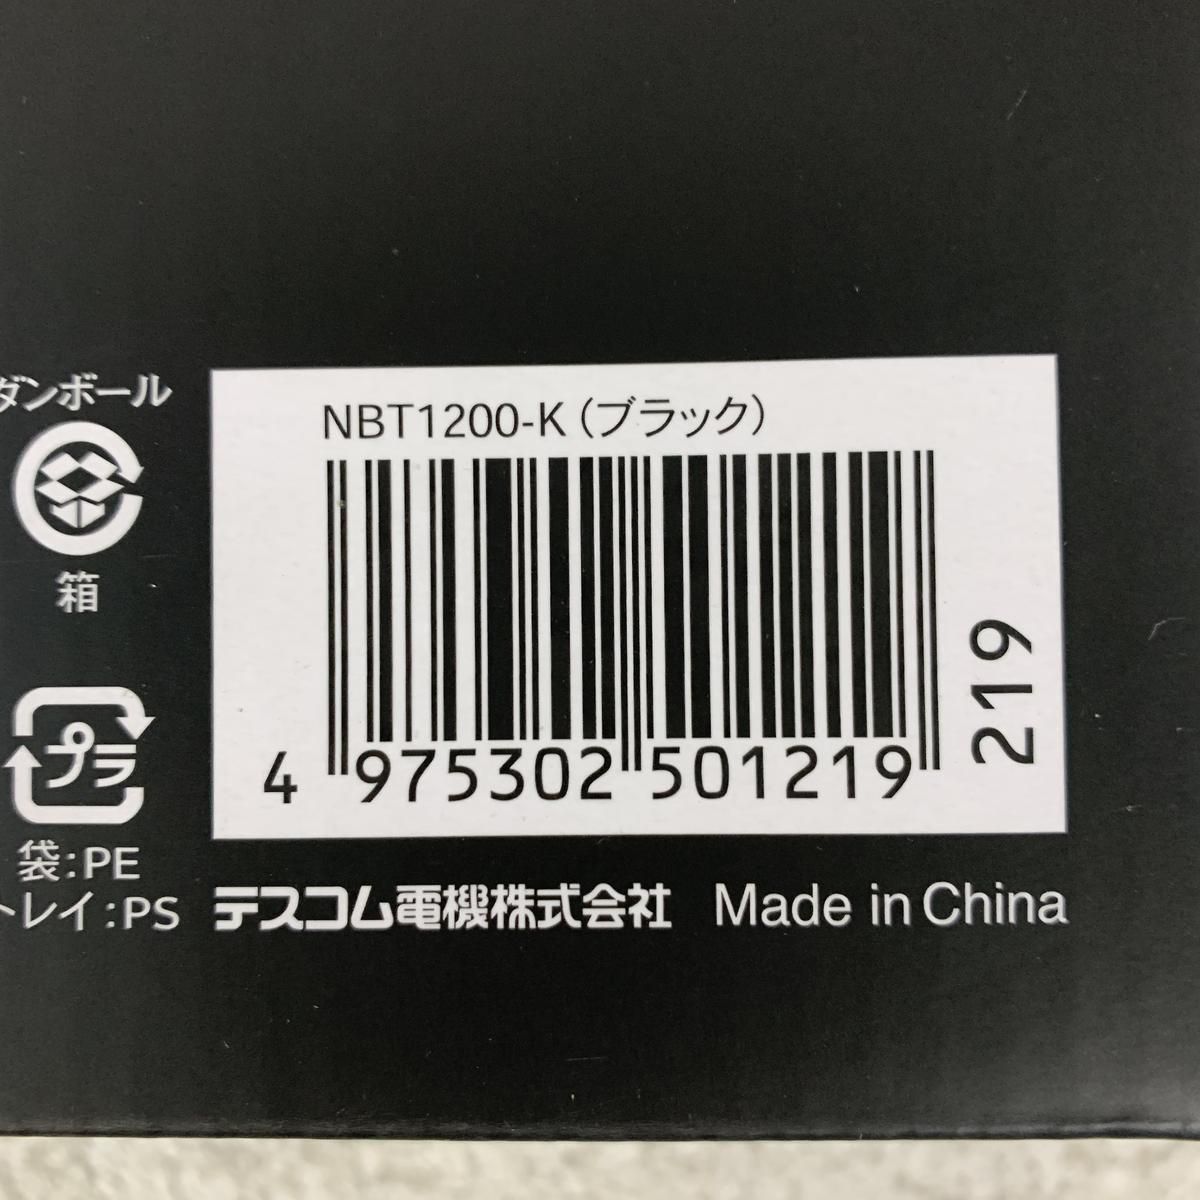 ダンボール
箱
プラ
袋:PE
トレイ:PS
NBT1200-K(ブラック)
4 975302 501219
219
テスコム電機株式会社 Made in China